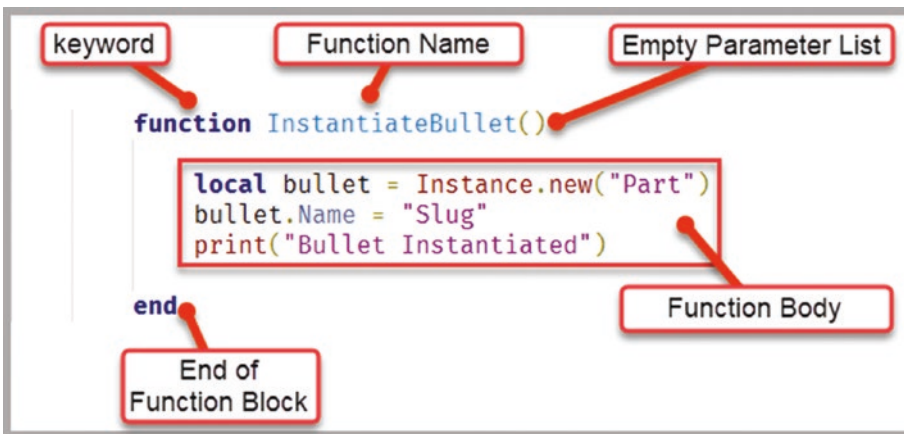 keyword
Function Name
Empty Parameter List
function InstantiateBullet()
local bullet = Instance.new("Part")
bullet.Name = "Slug"
print("Bullet Instantiated")
end
Function Body
End of
Function Block